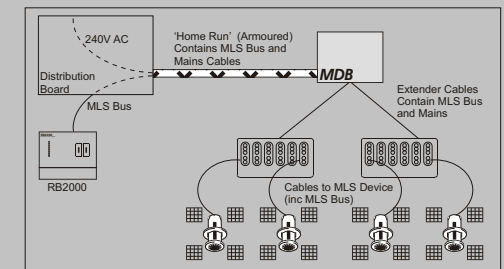 240V AC
Distribution
Board
MLS Bus
RB2000
'Home Run' (Armoured)
Contains MLS Bus and
Mains Cables
MDB
Extender Cables
Contain MLS Bus
and Mains
Cables to MLS Device
(inc MLS Bus)